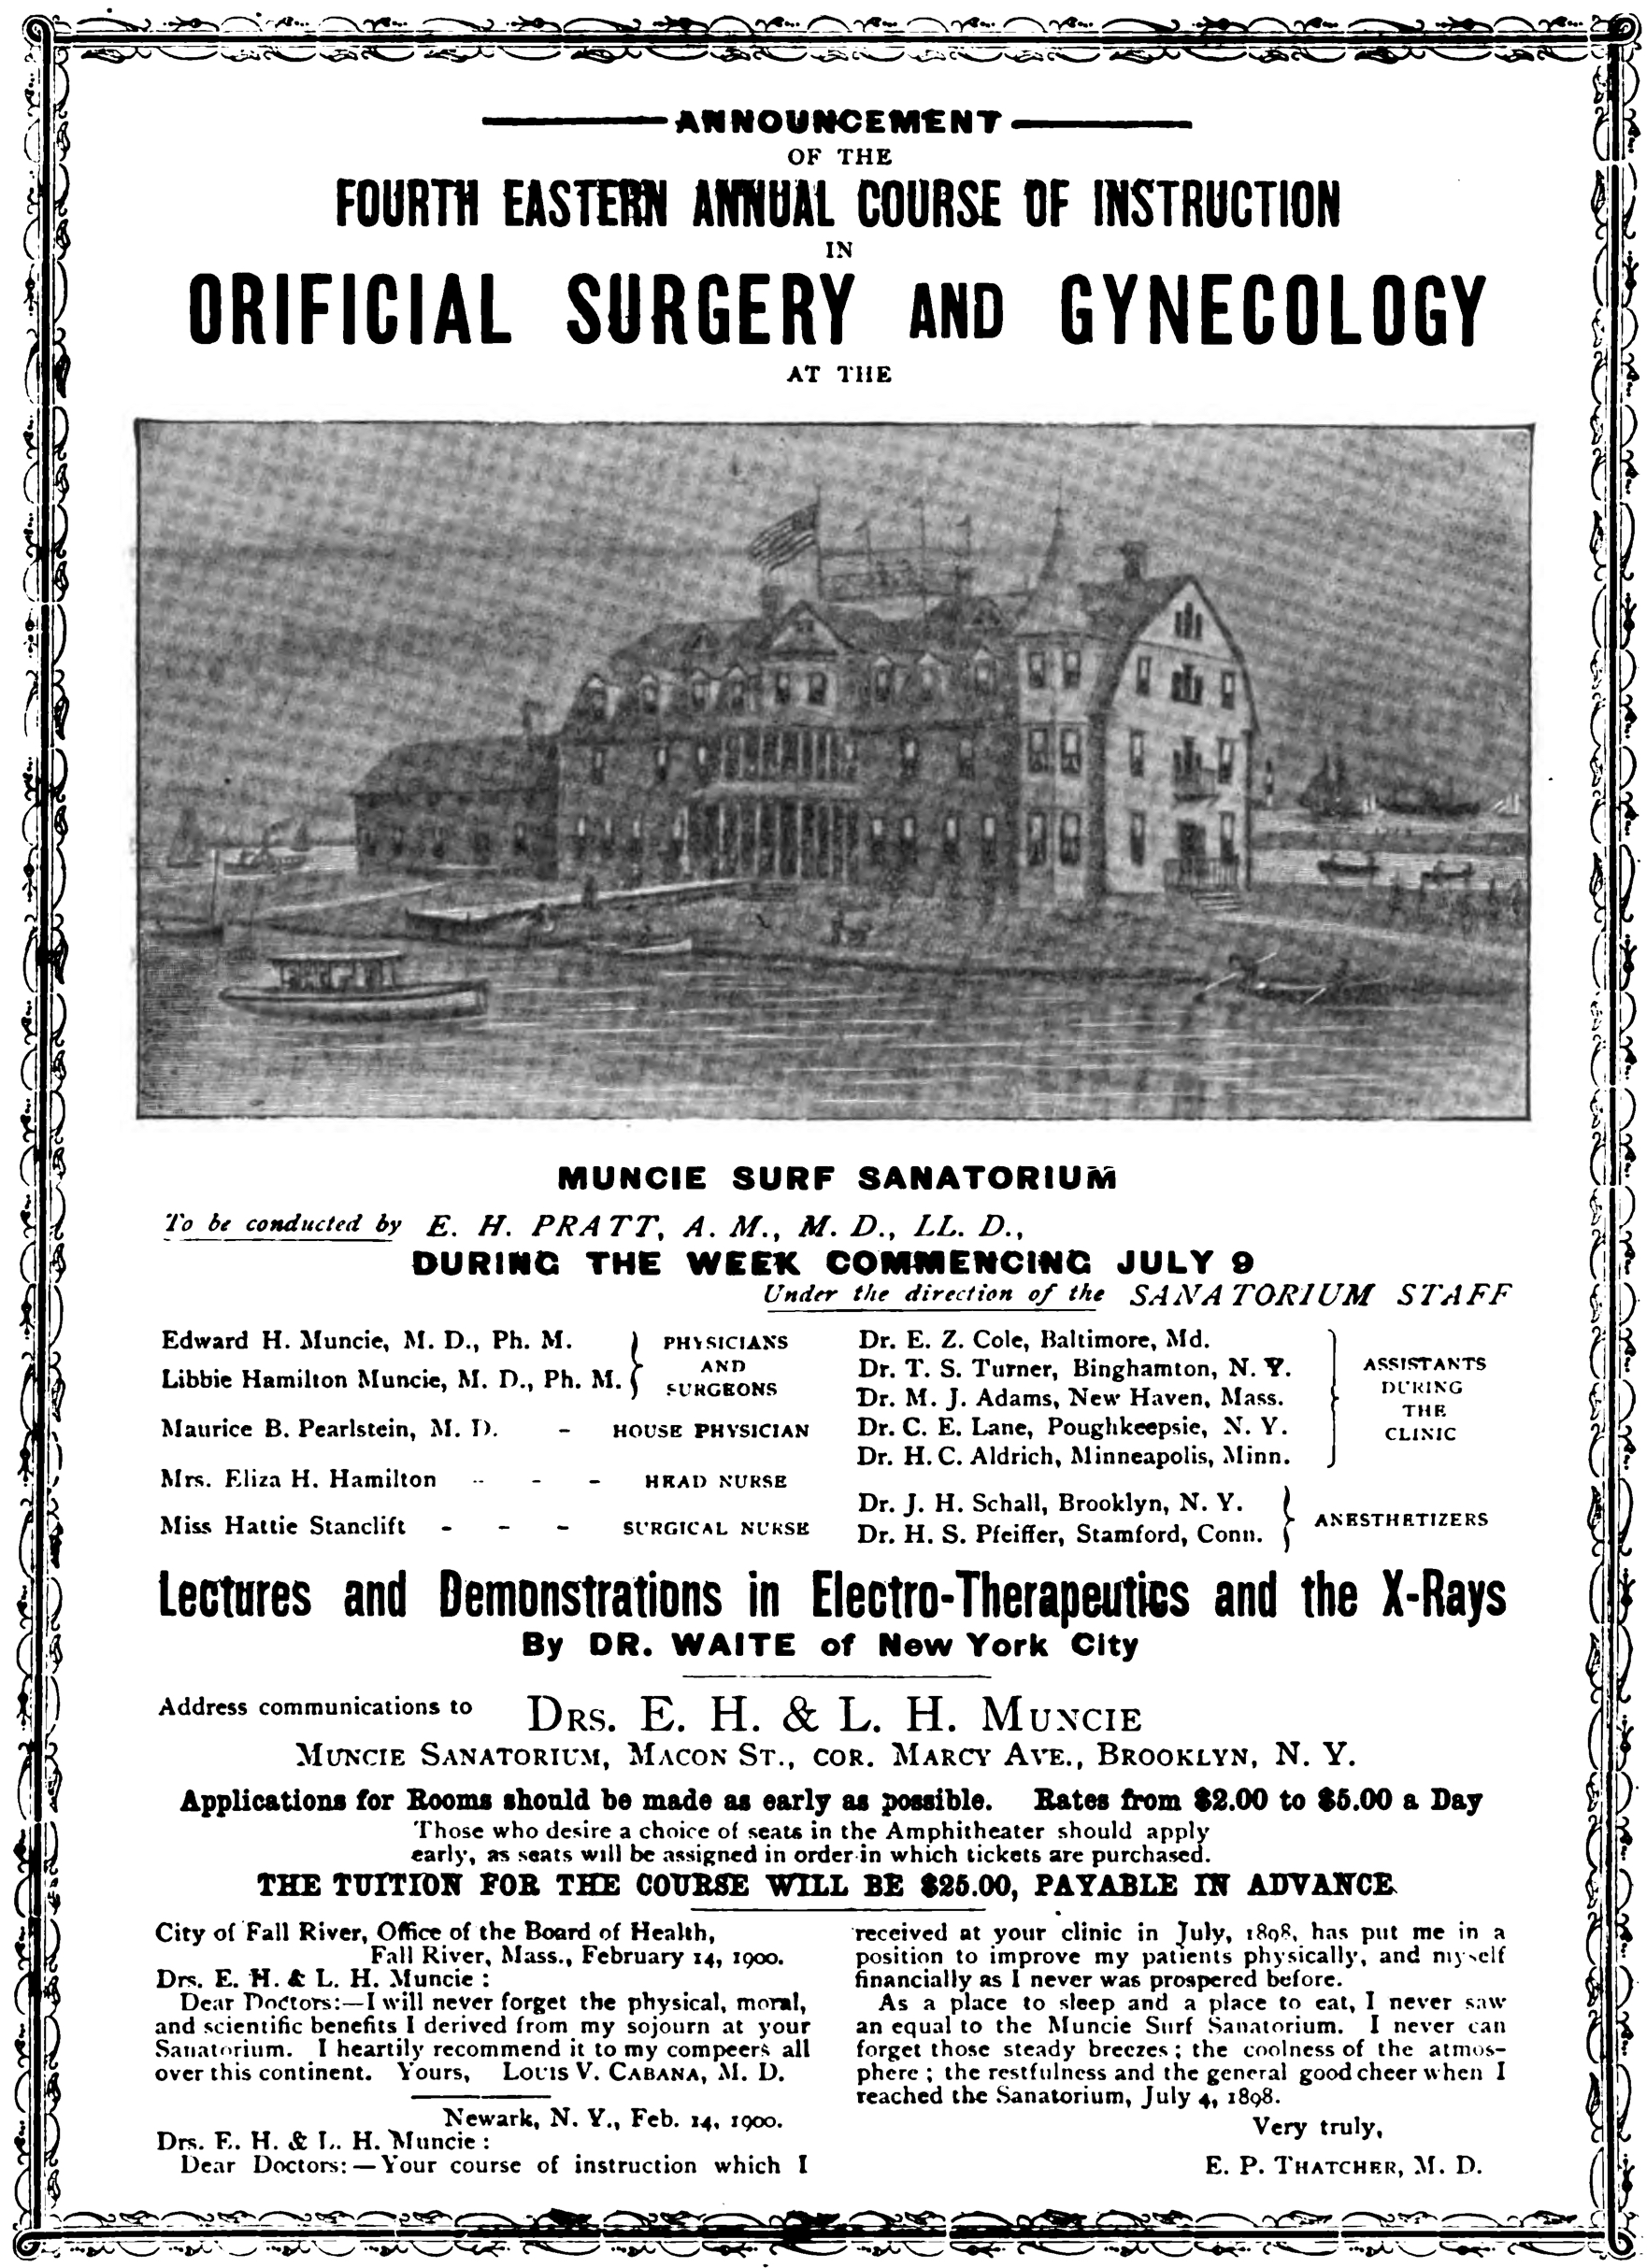 ANNOUNCEMENT
OF THE
FOURTH EASTERN ANNUAL COURSE OF INSTRUCTION
IN
ORIFICIAL SURGERY AND GYNECOLOGY
AT THE
MUNCIE SURF SANATORIUM
To be conducted by E. H. PRATT, A. M., M. D., LL. D.,
DURING THE WEEK COMMENCING JULY 9
Under the direction of the SANATORIUM STAFF
Edward H. Muncie, M. D., Ph. M.
Libbie Hamilton Muncie, M. D., Ph. M.
PHYSICIANS
AND
SURGEONS
Maurice B. Pearlstein, M. D. - HOUSE PHYSICIAN
Mrs. Eliza H. Hamilton - - - HEAD NURSE
Miss Hattie Stanclift - - - SURGICAL NURSE
Dr. E. Z. Cole, Baltimore, Md.
Dr. T. S. Turner, Binghamton, N. Y.
Dr. M. J. Adams, New Haven, Mass.
Dr. C. E. Lane, Poughkeepsie, N. Y.
Dr. H. C. Aldrich, Minneapolis, Minn.
ASSISTANTS
DURING
THE
CLINIC
Dr. J. H. Schall, Brooklyn, N. Y.
Dr. H. S. Pfeiffer, Stamford, Conn.
ANESTHETIZERS
Lectures and Demonstrations in Electro-Therapeutics and the X-Rays
By DR. WAITE of New York City
Address communications to DRS. E. H. & L. H. MUNCIE
MUNCIE SANATORIUM, MACON ST., COR. MARCY AVE., BROOKLYN, N. Y.
Applications for Rooms should be made as early as possible. Rates from $2.00 to $5.00 a Day
Those who desire a choice of seats in the Amphitheater should apply
early, as seats will be assigned in order in which tickets are purchased.
THE TUITION FOR THE COURSE WILL BE $25.00, PAYABLE IN ADVANCE
City of Fall River, Office of the Board of Health,
Fall River, Mass., February 14, 1900.
Drs. E. H. & L. H. Muncie:
Dear Doctors:—I will never forget the physical, moral,
and scientific benefits I derived from my sojourn at your
Sanatorium. I heartily recommend it to my compeers all
over this continent. Yours, LOUIS V. CABANA, M. D.
Newark, N. Y., Feb. 14, 1900.
Drs. E. H. & L. H. Muncie:
Dear Doctors:—Your course of instruction which I
received at your clinic in July, 1898, has put me in a
position to improve my patients physically, and myself
financially as I never was prospered before.
As a place to sleep and a place to eat, I never saw
an equal to the Muncie Surf Sanatorium. I never can
forget those steady breezes; the coolness of the atmos-
phere; the restfulness and the general good cheer when I
reached the Sanatorium, July 4, 1898.
Very truly,
E. P. THATCHER, M. D.